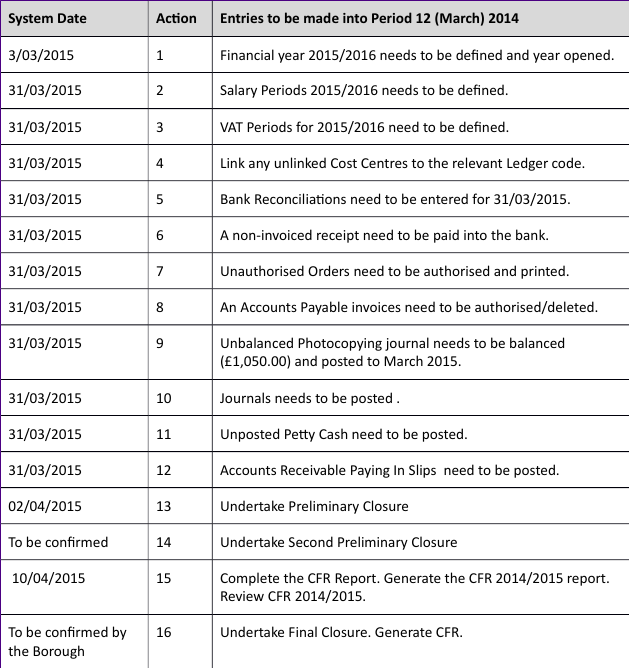 System Date Action Entries to be made into Period 12 (March) 2014
3/03/2015 1 Financial year 2015/2016 needs to be defined and year opened.
31/03/2015 2 Salary Periods 2015/2016 needs to be defined.
31/03/2015 3 VAT Periods for 2015/2016 need to be defined.
31/03/2015 4 Link any unlinked Cost Centres to the relevant Ledger code.
31/03/2015 5 Bank Reconciliations need to be entered for 31/03/2015.
31/03/2015 6 A non-invoiced receipt need to be paid into the bank.
31/03/2015 7 Unauthorised Orders need to be authorised and printed.
31/03/2015 8 An Accounts Payable invoices need to be authorised/deleted.
31/03/2015 9 Unbalanced Photocopying journal needs to be balanced
(£1,050.00) and posted to March 2015.
31/03/2015 10 Journals needs to be posted .
31/03/2015 11 Unposted Petty Cash need to be posted.
31/03/2015 12 Accounts Receivable Paying In Slips need to be posted.
02/04/2015 13 Undertake Preliminary Closure
To be confirmed 14 Undertake Second Preliminary Closure
10/04/2015 15 Complete the CFR Report. Generate the CFR 2014/2015 report.
Review CFR 2014/2015.
To be confirmed by 16 Undertake Final Closure. Generate CFR.
the Borough